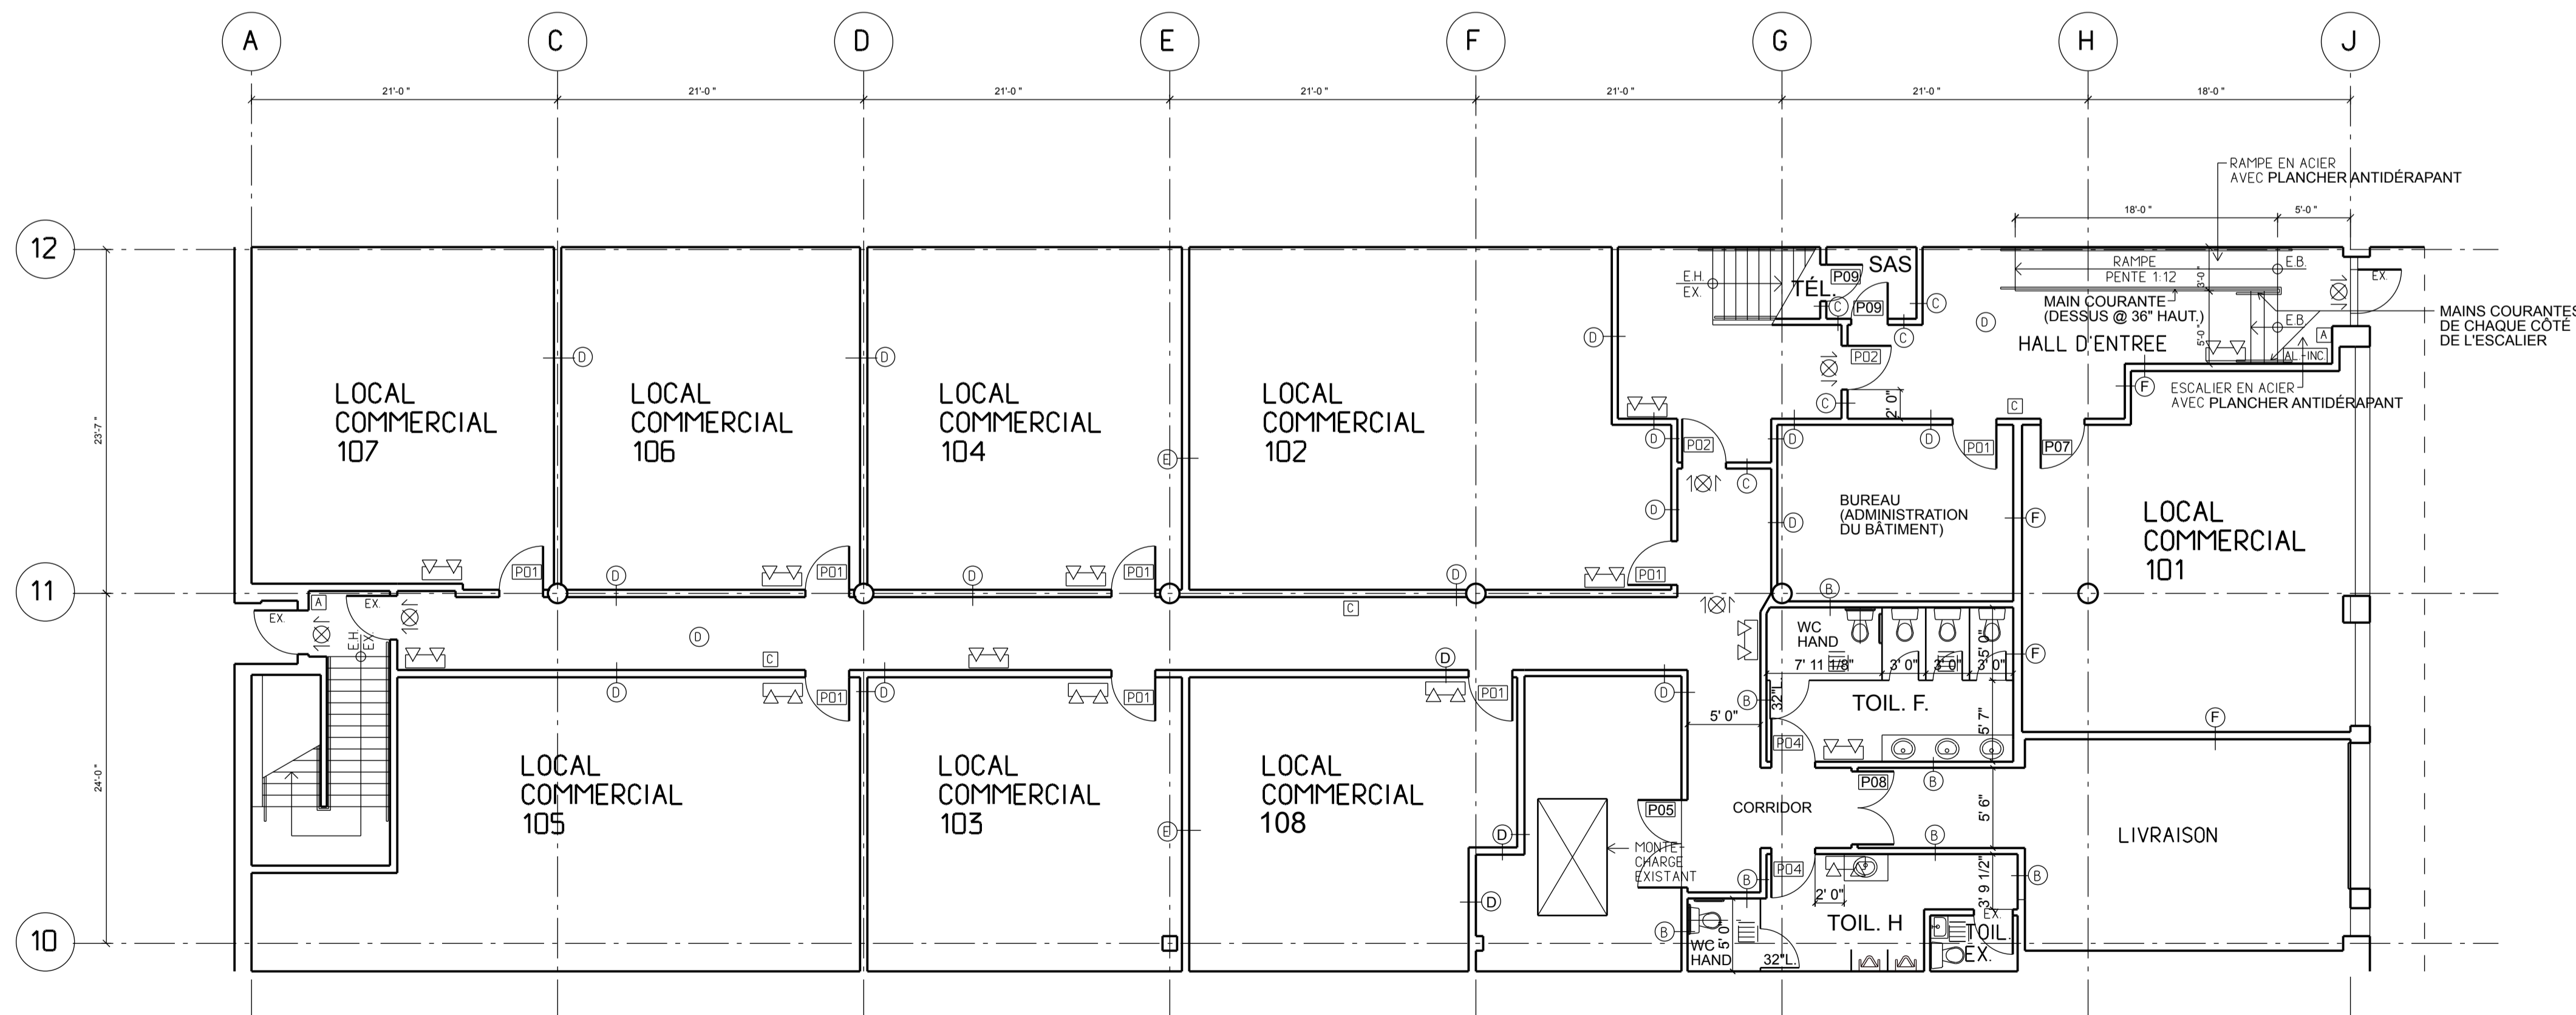 A
C
D
E
F
G
H
J
21'-0 "
21'-0 "
21'-0 "
21'-0 "
21'-0 "
21'-0 "
18'-0 "
RAMPE EN ACIER
AVEC PLANCHER ANTIDÉRAPANT
18'-0 "
5'-0 "
12
E.H.
EX.
TÉL.
P09
SAS
P09
C
C
C
D
RAMPE
PENTE 1:12
E.B.
3'-0"
EX.
MAIN COURANTE
(DESSUS @ 36" HAUT.)
HALL D'ENTREE
5'-0"
E.B.
A
AL.-INC.
MAINS COURANTES
DE CHAQUE CÔTÉ
DE L'ESCALIER
ESCALIER EN ACIER
AVEC PLANCHER ANTIDÉRAPANT
D
D
D
P02
C
2' 0"
C
F
LOCAL
COMMERCIAL
107
LOCAL
COMMERCIAL
106
LOCAL
COMMERCIAL
104
LOCAL
COMMERCIAL
102
E
D
P02
C
D
D
D
D
P01
P07
BUREAU
(ADMINISTRATION
DU BÂTIMENT)
F
LOCAL
COMMERCIAL
101
23'-7"
P01
D
P01
D
P01
D
P01
B
11
EX.
A
EX.
E.H.
EX.
D
C
C
D
WC
HAND
5' 0"
7' 11 1/8"
3' 0"
3' 0"
3' 0"
F
D
P01
D
P01
P01
D
B
32"L.
TOIL. F.
5' 0"
5' 7"
F
P04
24'-0"
LOCAL
COMMERCIAL
105
LOCAL
COMMERCIAL
103
LOCAL
COMMERCIAL
108
E
D
D
P05
MONTE-
CHARGE
EXISTANT
CORRIDOR
P08
B
B
5' 6"
LIVRAISON
P04
B
B
2' 0"
3' 9 1/2"
B
EX.
10
WC
HAND
5' 0"
32"L.
TOIL. H
TOIL.
EX.